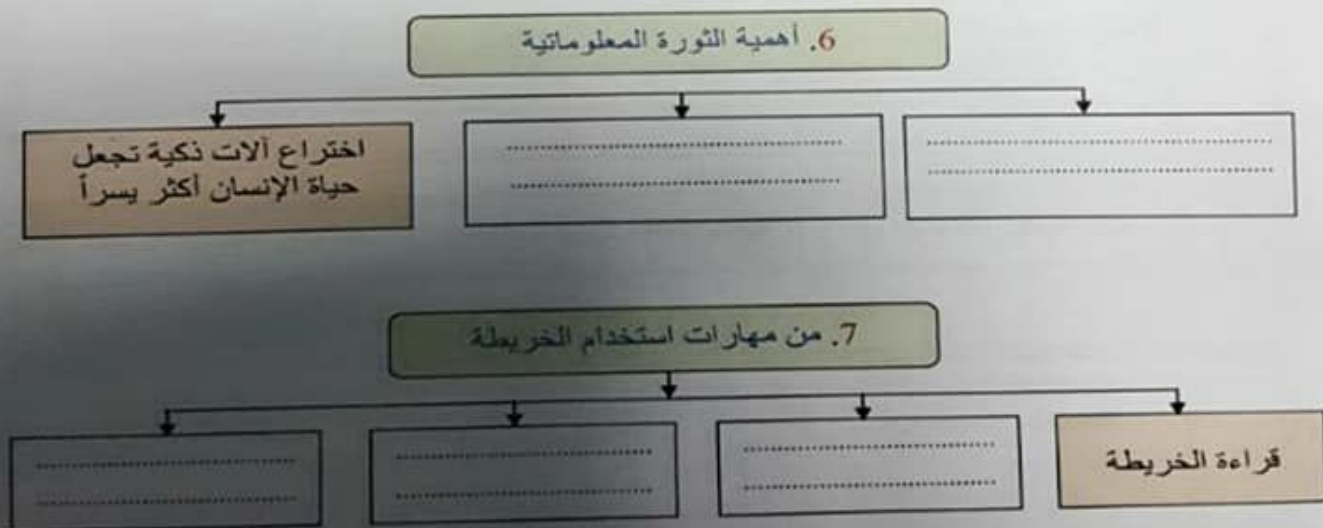 6. أهمية الثورة المعلوماتية
اختراع آلات ذكية تجعل
حياة الإنسان أكثر يسراً
7. من مهارات استخدام الخريطة
قراءة الخريطة